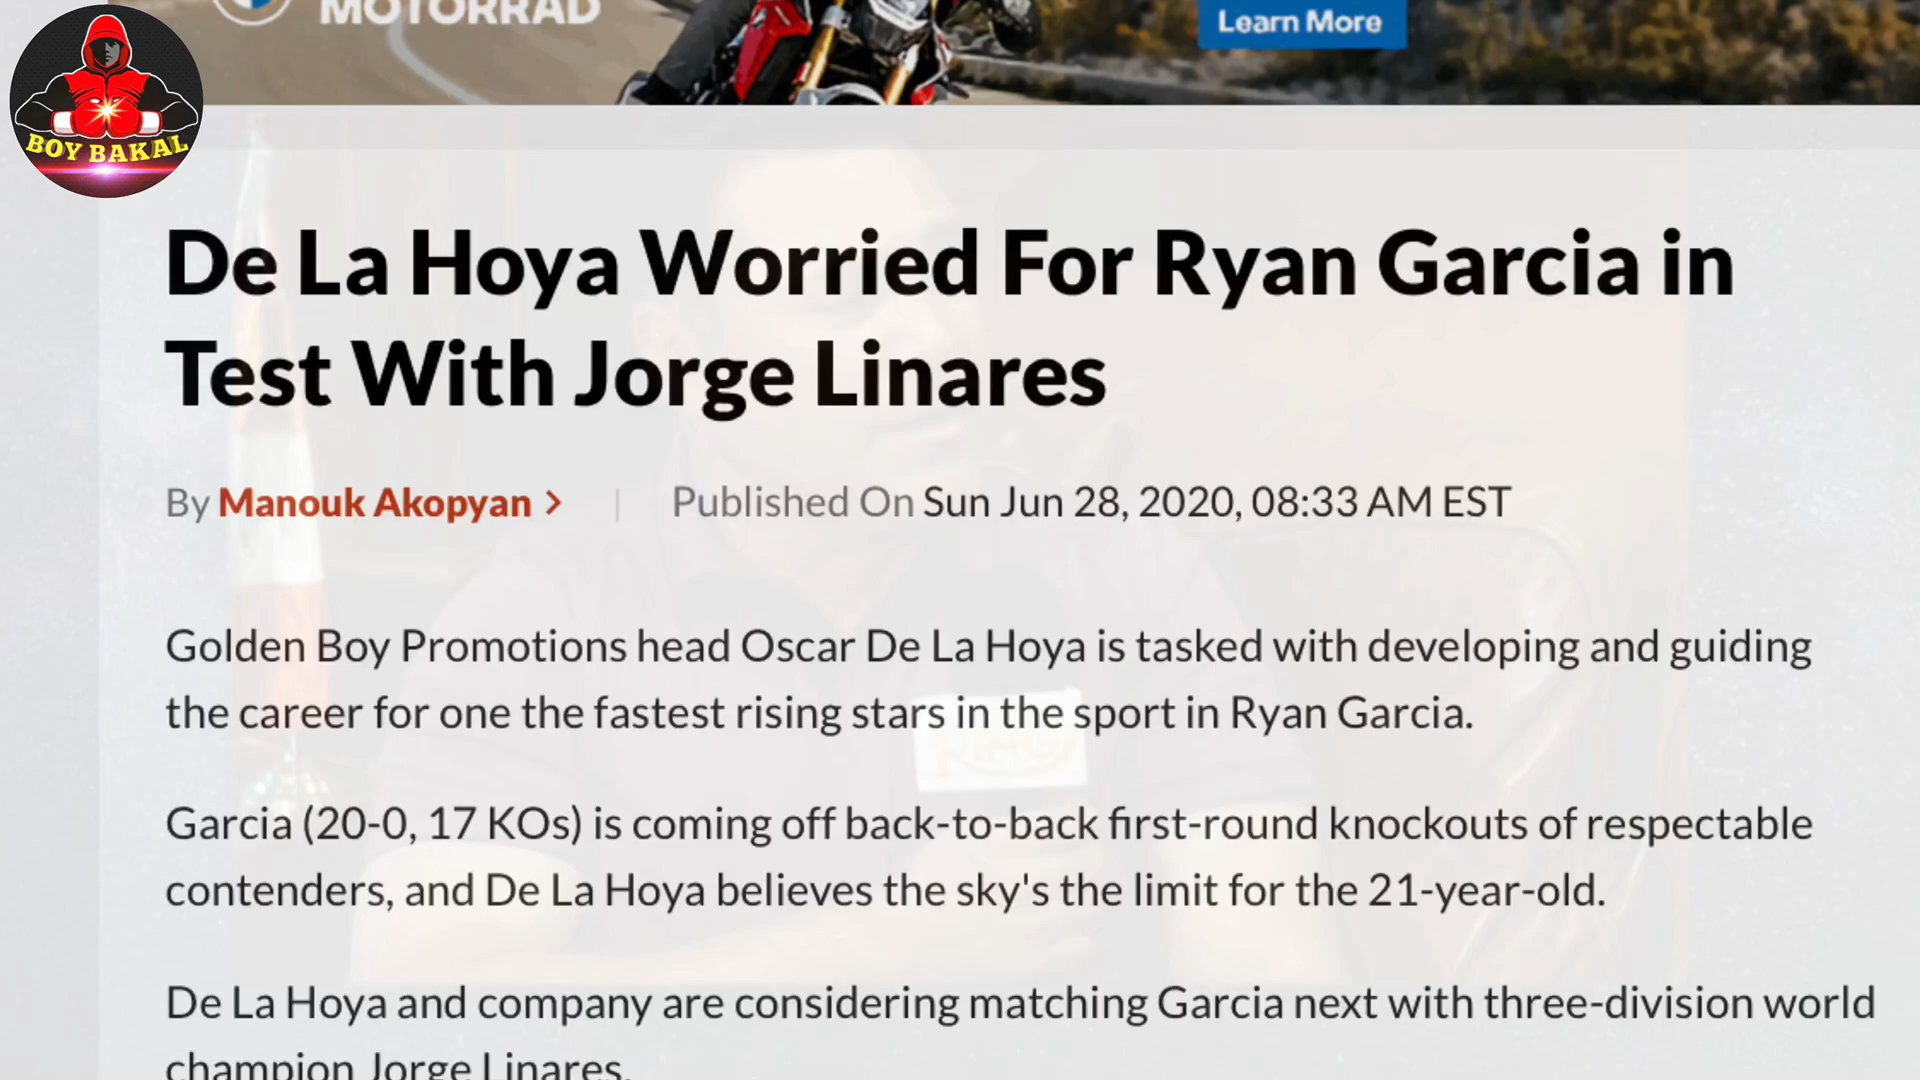 MOTORRAD
Learn More
BOY BAKAL
De La Hoya Worried For Ryan Garcia in
Test With Jorge Linares
By Manouk Akopyan > | Published On Sun Jun 28, 2020, 08:33 AM EST
Golden Boy Promotions head Oscar De La Hoya is tasked with developing and guiding
the career for one the fastest rising stars in the sport in Ryan Garcia.
RING
Garcia (20-0, 17 KOs) is coming off back-to-back first-round knockouts of respectable
contenders, and De La Hoya believes the sky's the limit for the 21-year-old.
De La Hoya and company are considering matching Garcia next with three-division world
champion Jorge Linares.